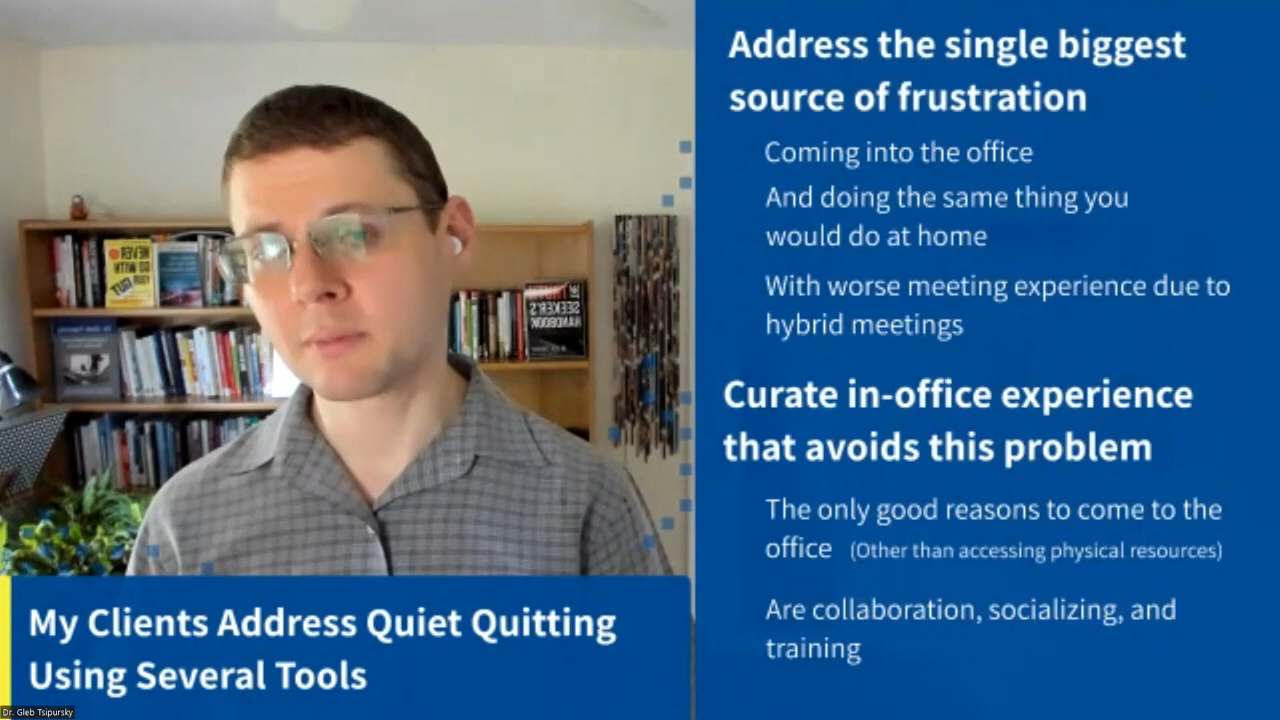 Address the single biggest
source of frustration
Coming into the office
And doing the same thing you
would do at home
With worse meeting experience due to
hybrid meetings
Curate in-office experience
that avoids this problem
The only good reasons to come to the
office (Other than accessing physical resources)
Are collaboration, socializing, and
training
NEVER
GO WITH
YOUR
GUT
SEEKER'S
HANDBOOK
My Clients Address Quiet Quitting
Using Several Tools
Dr. Gleb Tsipursky